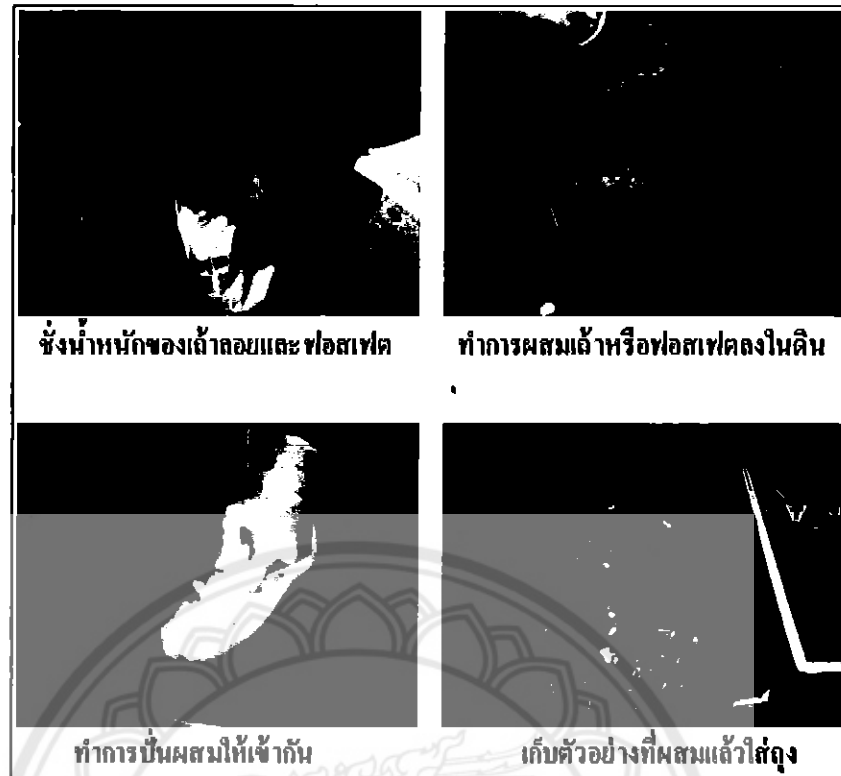 ชั่งน้ำหนักของเถ้าลอยและฟอสเฟต
ทำการผสมเถ้าหรือฟอสเฟตลงในดิน
ทำการปั่นผสมให้เข้ากัน
เก็บตัวอย่างที่ผสมแล้วใส่ถุง